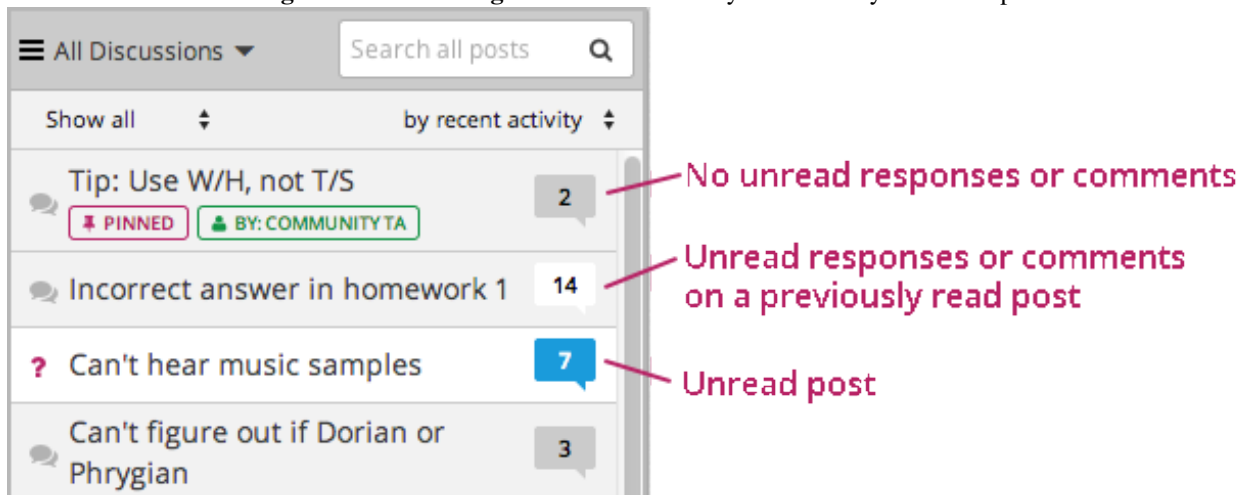 All Discussions
Search all posts
Show all
by recent activity
Tip: Use W/H, not T/S
2
PINNED
BY: COMMUNITY TA
No unread responses or comments
Incorrect answer in homework 1
14
Unread responses or comments
on a previously read post
? Can't hear music samples
7
Unread post
Can't figure out if Dorian or
Phrygian
3